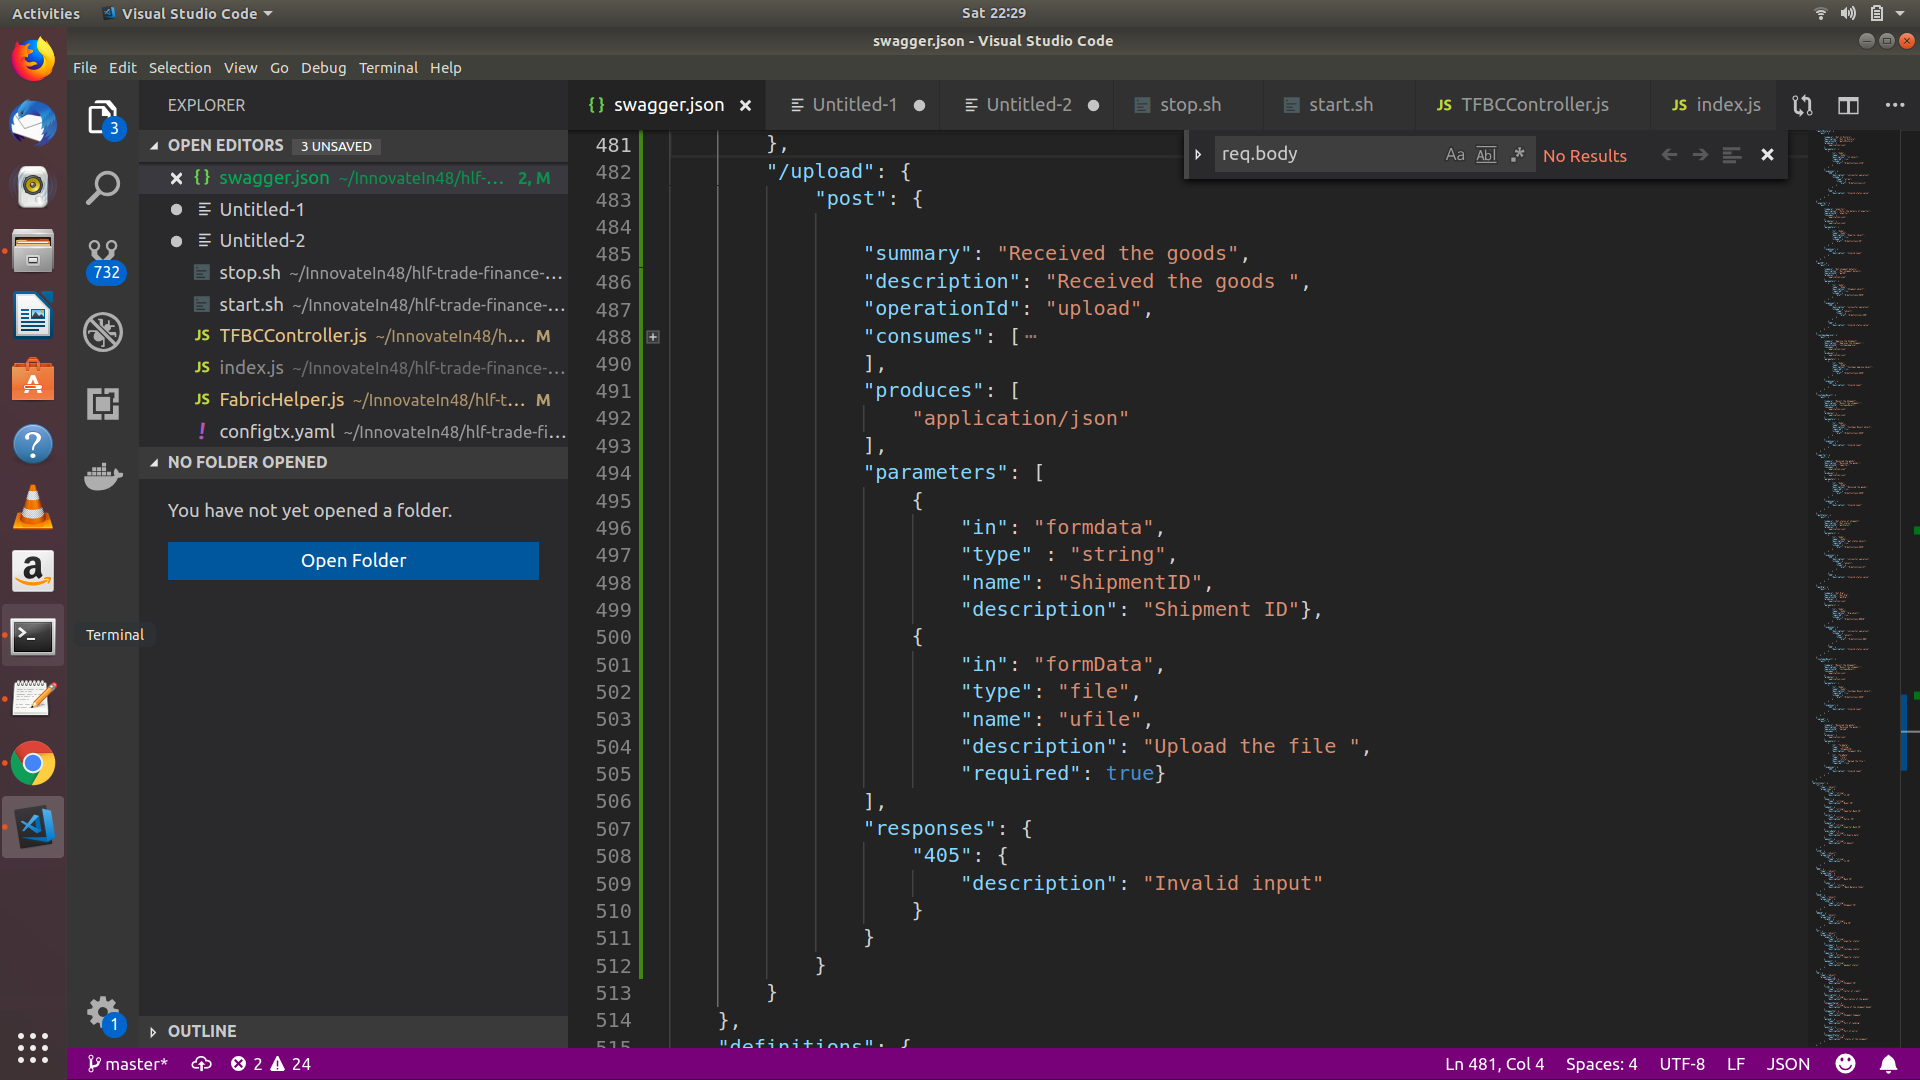 Activities Visual Studio Code Sat 22:29
swagger.json - Visual Studio Code
File Edit Selection View Go Debug Terminal Help
EXPLORER
OPEN EDITORS 3 UNSAVED
swagger.json ~/InnovateIn48/hlf-... 2, M
Untitled-1
Untitled-2
stop.sh ~/InnovateIn48/hlf-trade-finance-...
start.sh ~/InnovateIn48/hlf-trade-finance-...
JS TFBCController.js ~/InnovateIn48/h... M
JS index.js ~/InnovateIn48/hlf-trade-finance-...
JS FabricHelper.js ~/InnovateIn48/hlf-t... M
! configtx.yaml ~/InnovateIn48/hlf-trade-fi...
NO FOLDER OPENED
You have not yet opened a folder.
Open Folder
OUTLINE
3
732
1
Terminal
{} swagger.json Untitled-1 Untitled-2 stop.sh start.sh JS TFBCController.js JS index.js
req.body Aa Abl .* No Results
481 },
482 "/upload": {
483 "post": {
484
485 "summary": "Received the goods",
486 "description": "Received the goods ",
487 "operationId": "upload",
488 "consumes": [ ...
490 ],
491 "produces": [
492 "application/json"
493 ],
494 "parameters": [
495 {
496 "in": "formdata",
497 "type" : "string",
498 "name": "ShipmentID",
499 "description": "Shipment ID"},
500 {
501 "in": "formData",
502 "type": "file",
503 "name": "ufile",
504 "description": "Upload the file ",
505 "required": true}
506 ],
507 "responses": {
508 "405": {
509 "description": "Invalid input"
510 }
511 }
512 }
513 }
514 },
515 "definitions": {
master* 2 24 Ln 481, Col 4 Spaces: 4 UTF-8 LF JSON